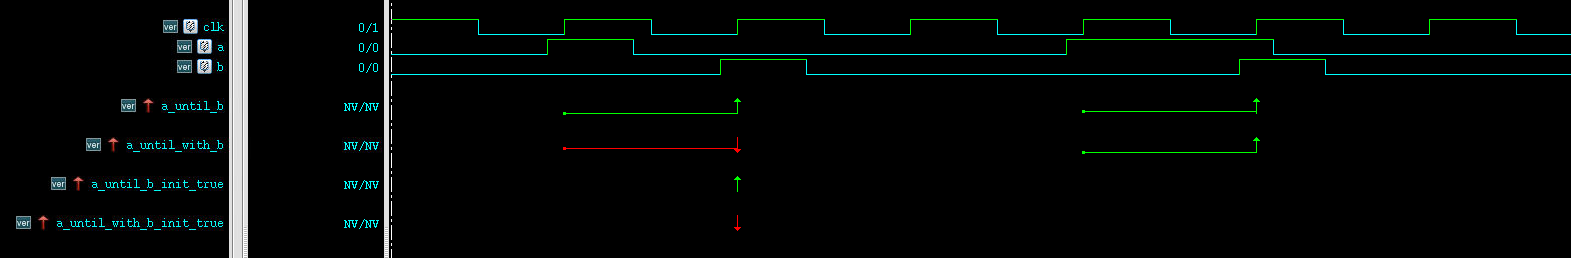 ver clk 0/1
ver a 0/0
ver b 0/0
ver a_until_b NV/NV
ver a_until_with_b NV/NV
ver a_until_b_init_true NV/NV
ver a_until_with_b_init_true NV/NV